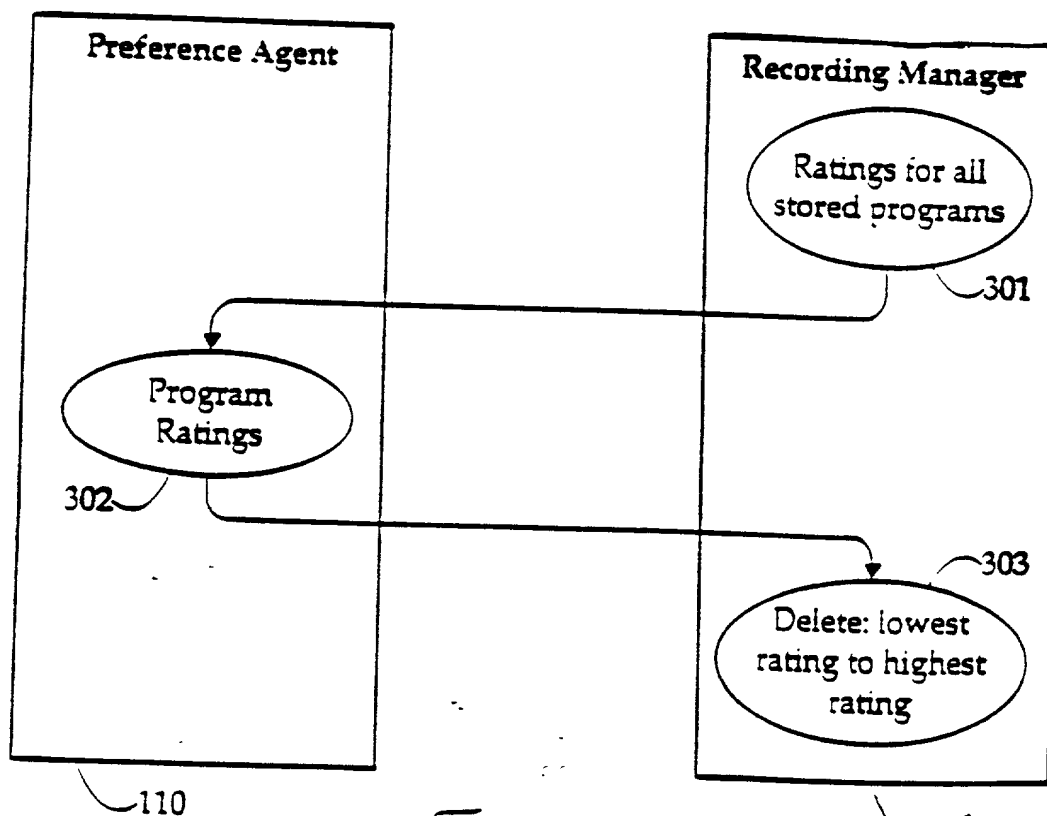 Preference Agent
Recording Manager
Ratings for all
stored programs
301
Program
Ratings
302
303
Delete: lowest
rating to highest
rating
110